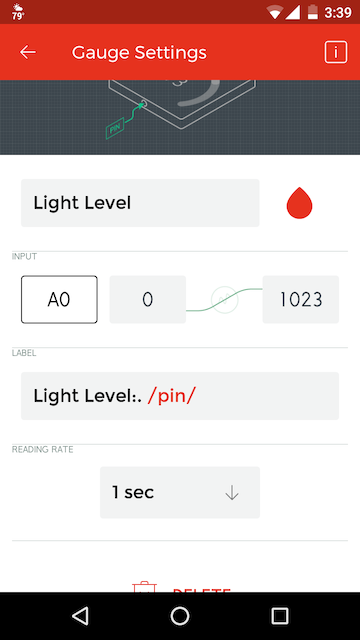 79°
3:39
Gauge Settings
i
PIN
Light Level
INPUT
A0
0
1023
LABEL
Light Level:. /pin/
READING RATE
1 sec
DELETE